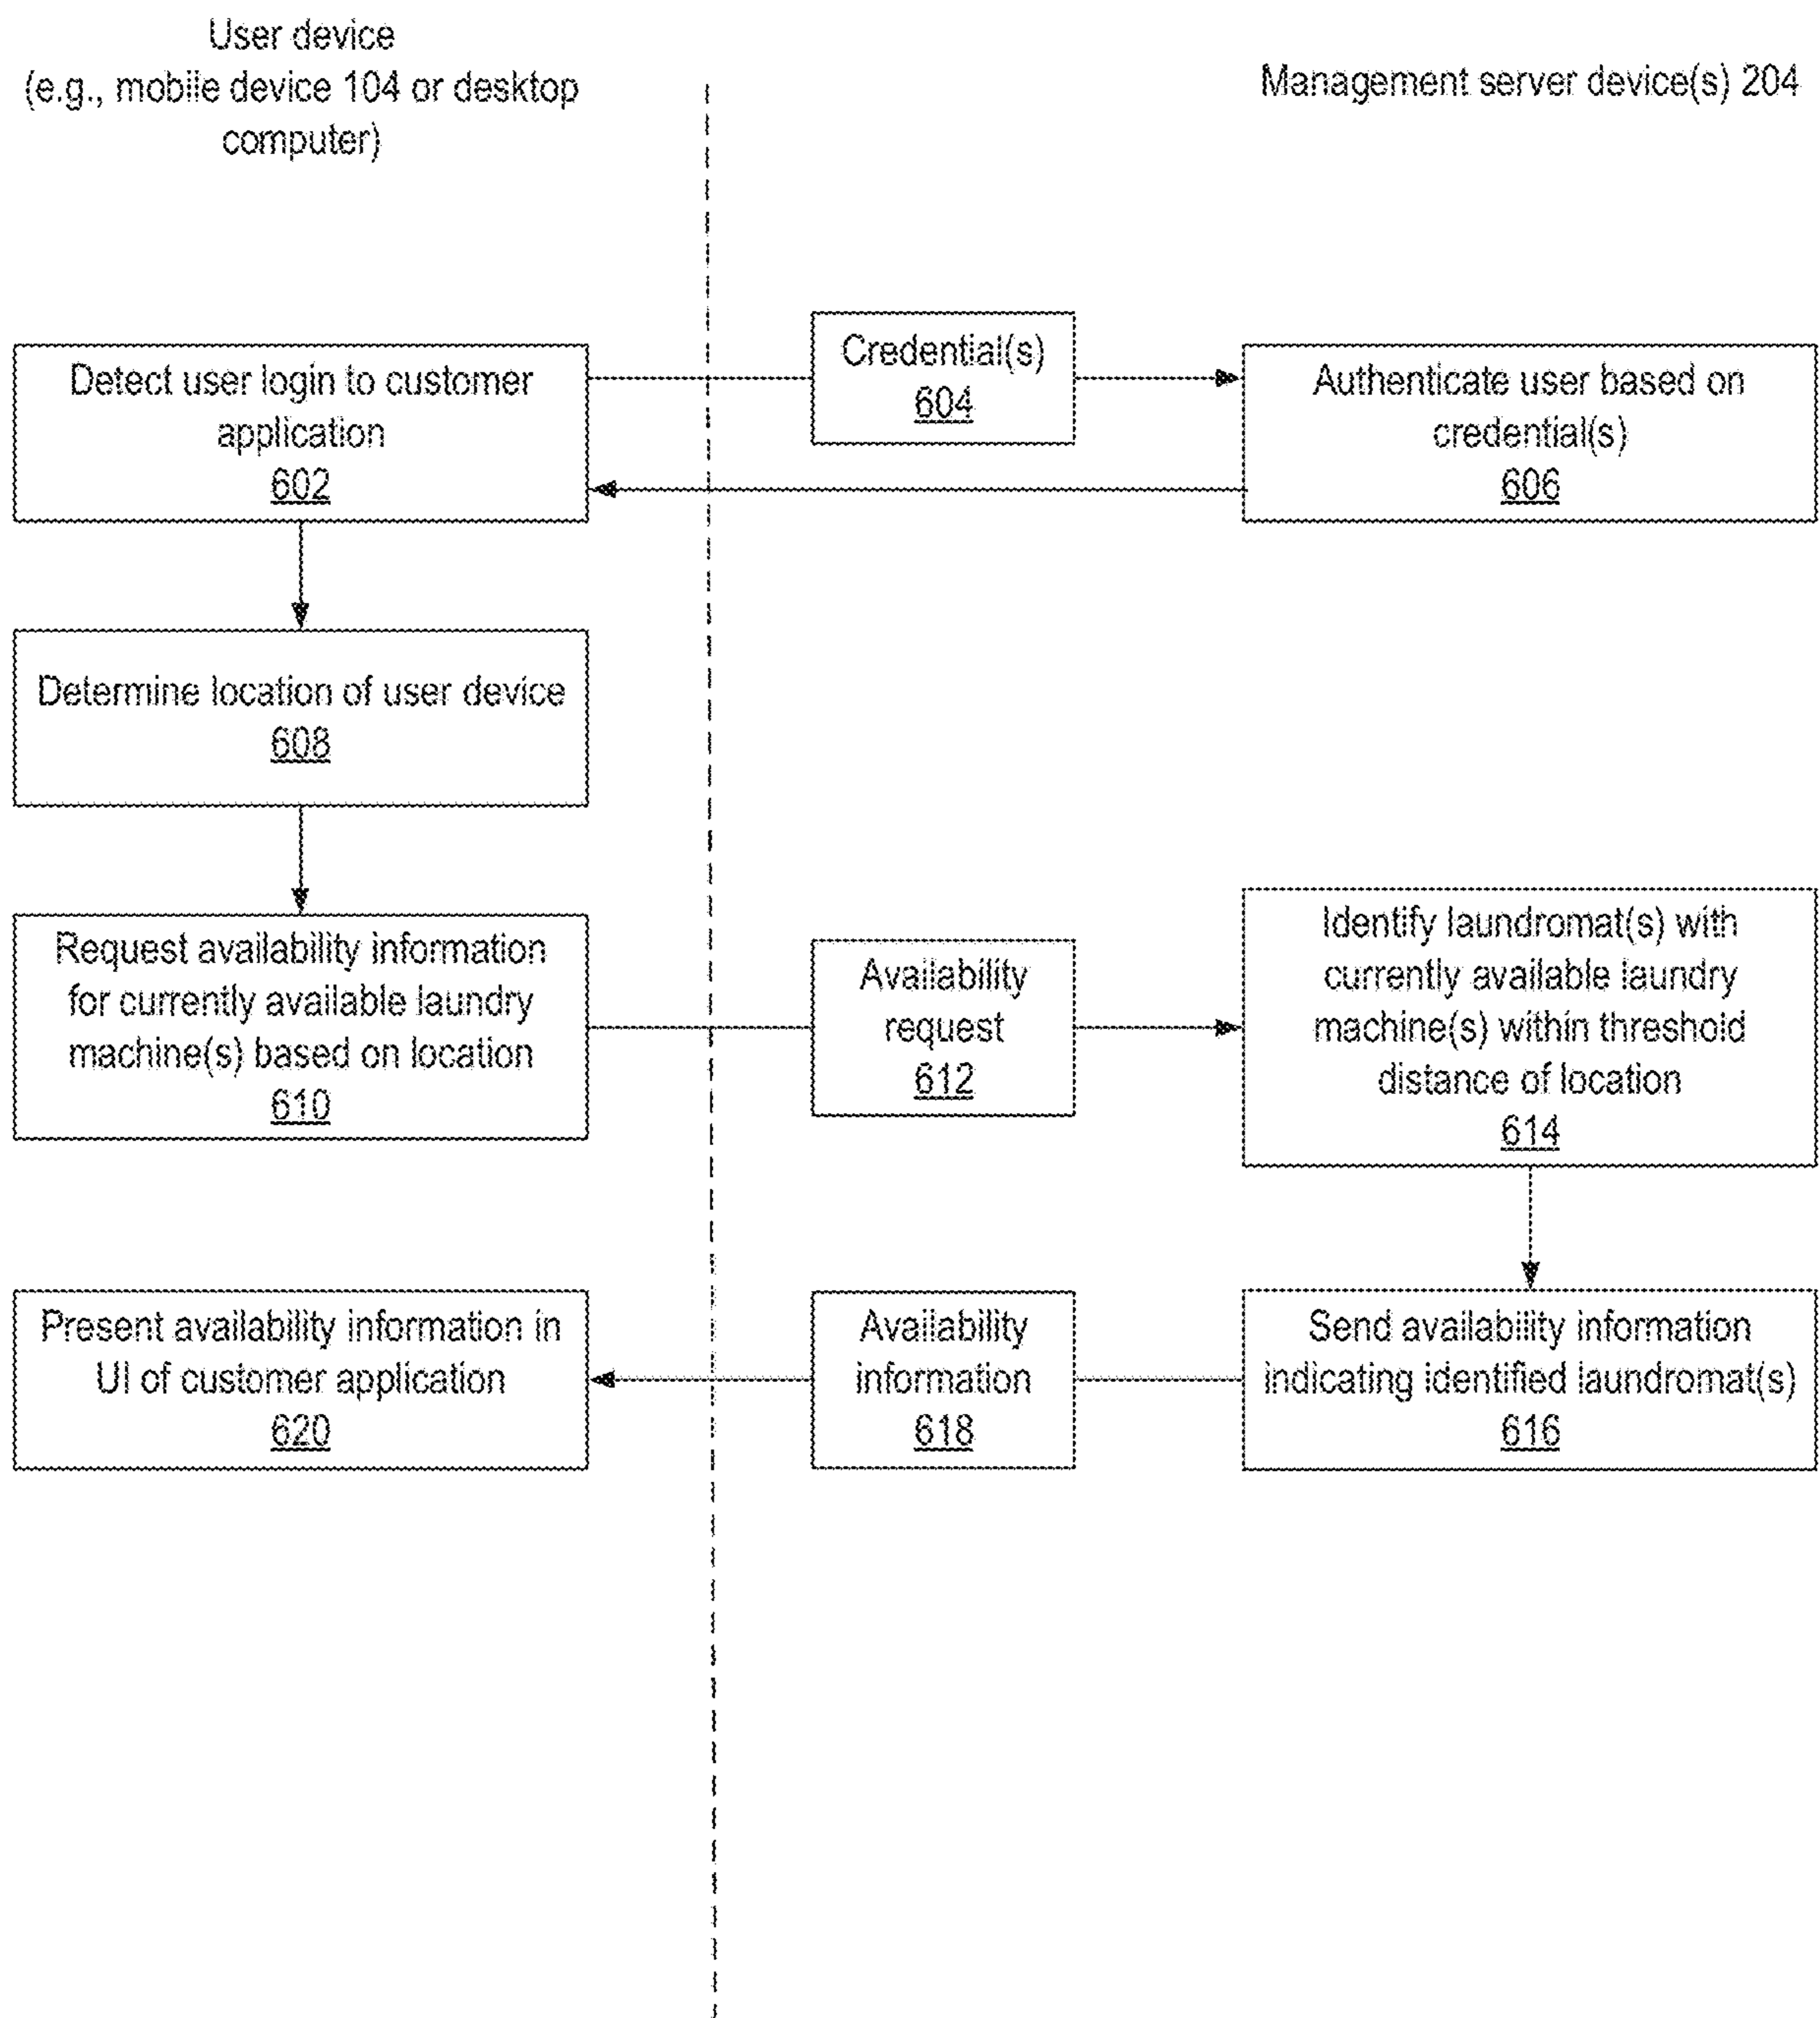 User device
(e.g., mobile device 104 or desktop
computer)
Management server device(s) 204
Detect user login to customer
application
602
Credential(s)
604
Authenticate user based on
credential(s)
606
Determine location of user device
608
Request availability information
for currently available laundry
machine(s) based on location
610
Availability
request
612
Identify laundromat(s) with
currently available laundry
machine(s) within threshold
distance of location
614
Present availability information in
UI of customer application
620
Availability
information
618
Send availability information
indicating identified laundromat(s)
616